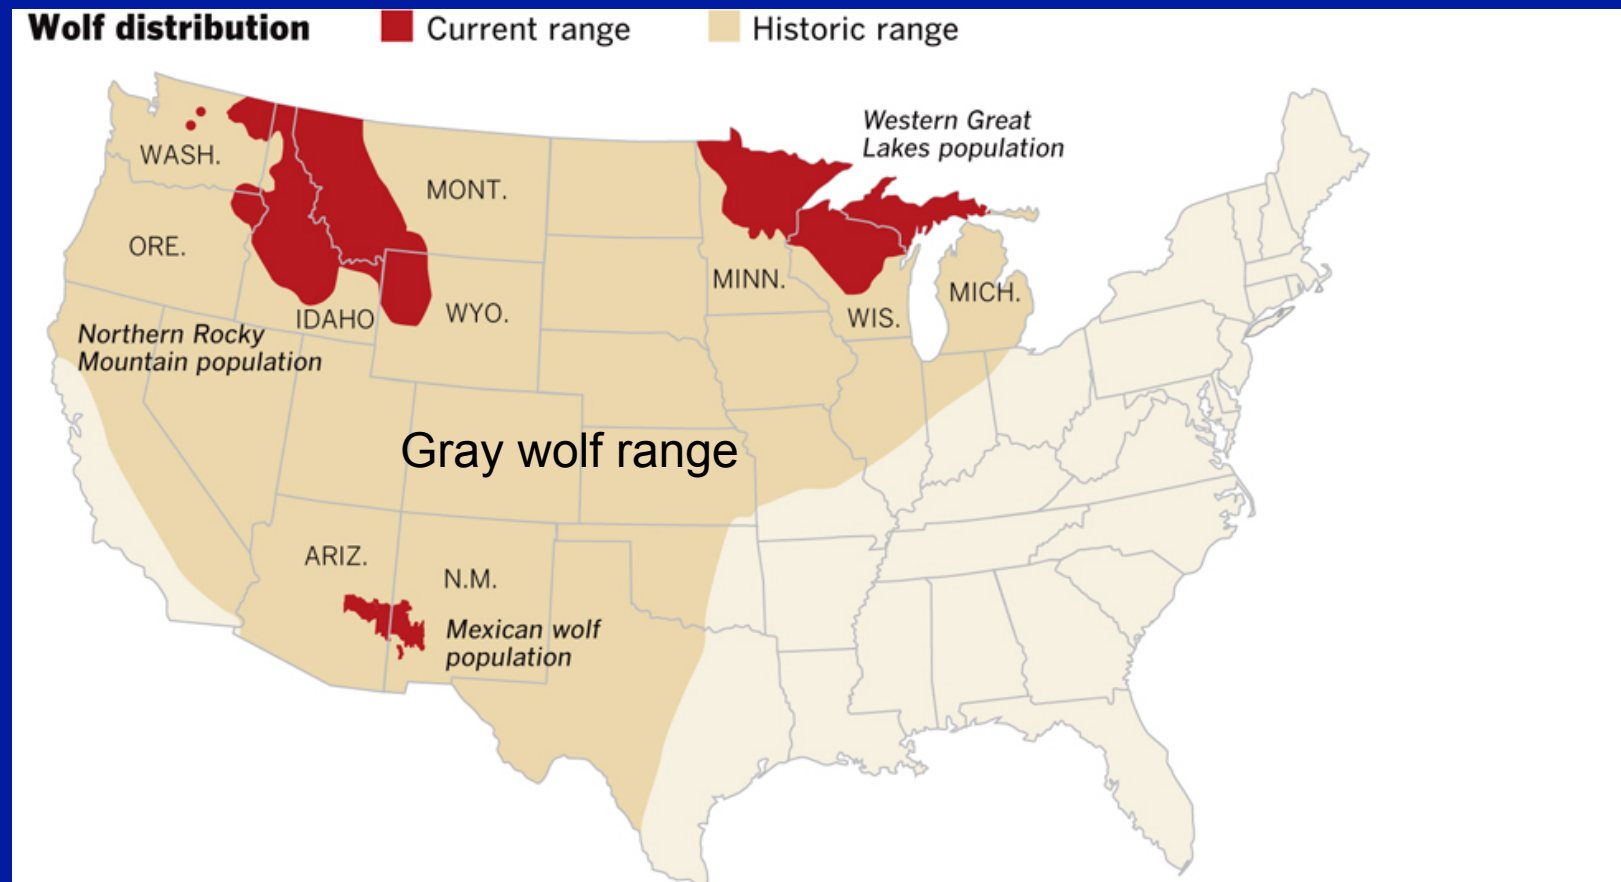 Wolf distribution
Current range
Historic range
Western Great
Lakes population
WASH.
MONT.
ORE.
MINN.
MICH.
IDAHO
WYO.
WIS.
Northern Rocky
Mountain population
Gray wolf range
ARIZ.
N.M.
Mexican wolf
population